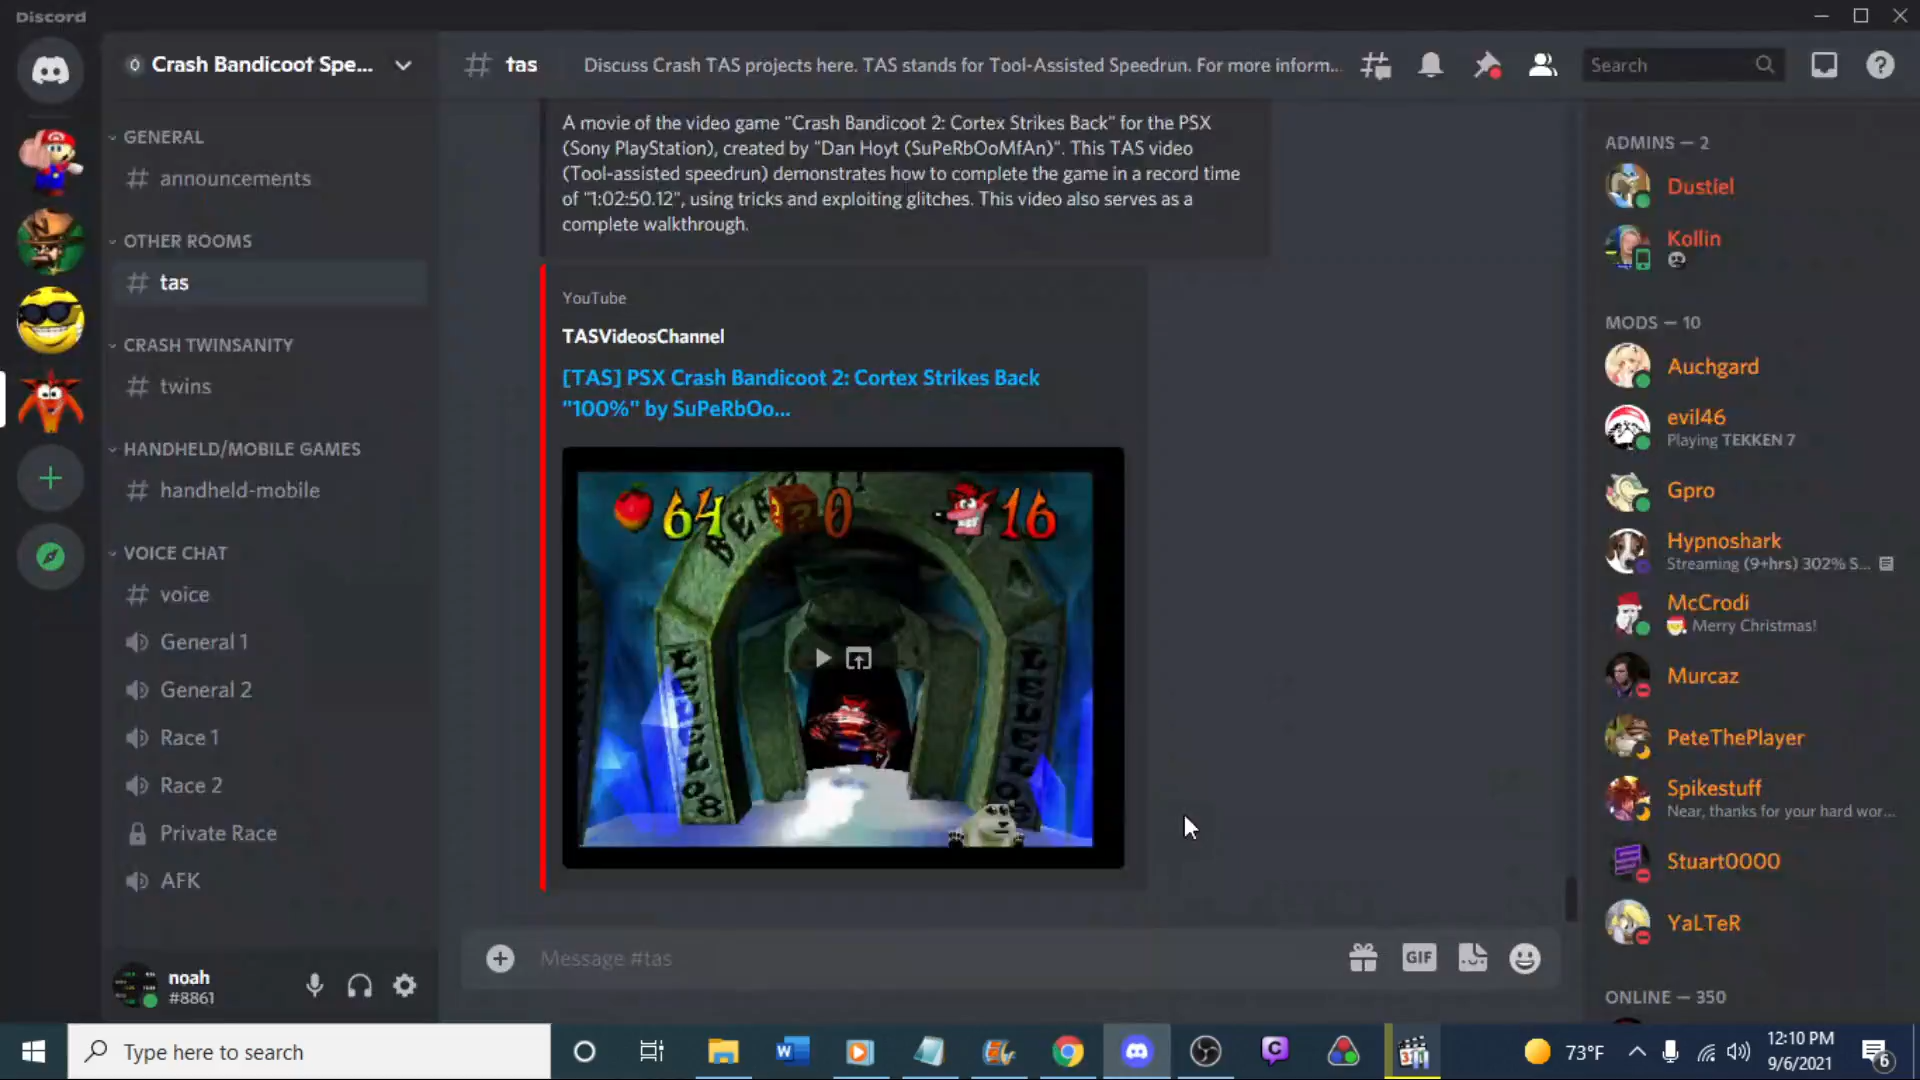 Discord
Crash Bandicoot Spe...
tas
Discuss Crash TAS projects here. TAS stands for Tool-Assisted Speedrun. For more inform...
Search
GENERAL
announcements
OTHER ROOMS
tas
CRASH TWINSANITY
twins
HANDHELD/MOBILE GAMES
handheld-mobile
VOICE CHAT
voice
General 1
General 2
Race 1
Race 2
Private Race
AFK
noah
#8861
A movie of the video game "Crash Bandicoot 2: Cortex Strikes Back" for the PSX
(Sony PlayStation), created by "Dan Hoyt (SuPeRbOoMfAn)". This TAS video
(Tool-assisted speedrun) demonstrates how to complete the game in a record time
of "1:02:50.12", using tricks and exploiting glitches. This video also serves as a
complete walkthrough.
YouTube
TASVideosChannel
[TAS] PSX Crash Bandicoot 2: Cortex Strikes Back
"100%" by SuPeRbOo...
64 0 16
Message #tas
GIF
ADMINS — 2
Dustiel
Kollin
MODS — 10
Auchgard
evil46
Playing TEKKEN 7
Gpro
Hypnoshark
Streaming (9+hrs) 302% S...
McCrodi
Merry Christmas!
Murcaz
PeteThePlayer
Spikestuff
Near, thanks for your hard wor...
Stuart0000
YaLTeR
ONLINE — 350
Type here to search
73°F
12:10 PM
9/6/2021
6